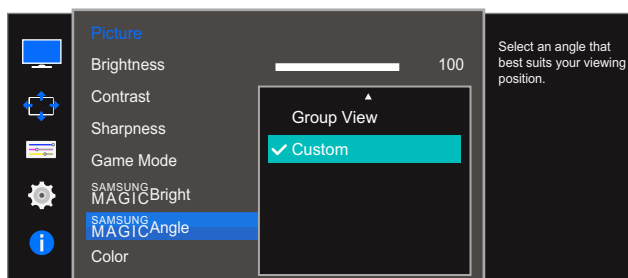 Picture
Brightness 100
Contrast
Sharpness
Game Mode
SAMSUNG
MAGICBright
SAMSUNG
MAGICAngle
Color
Group View
Custom
Select an angle that
best suits your viewing
position.